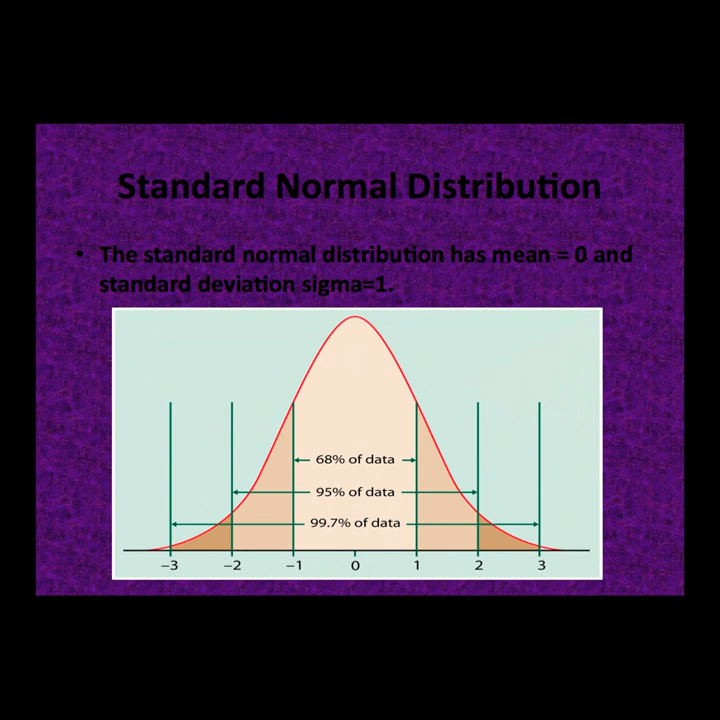 Standard Normal Distribution
• The standard normal distribution has mean = 0 and
standard deviation sigma=1.
68% of data
95% of data
99.7% of data
−3 −2 −1 0 1 2 3